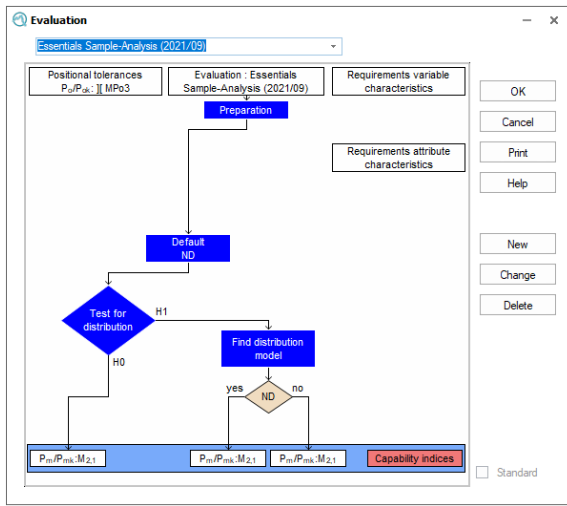 Evaluation
Essentials Sample-Analysis (2021/09)
Positional tolerances
Po/Pok: ][ MPo3
Evaluation : Essentials
Sample-Analysis (2021/09)
Requirements variable
characteristics
OK
Preparation
Cancel
Requirements attribute
characteristics
Print
Help
Default
ND
New
Change
Delete
Test for
distribution
H1
Find distribution
model
H0
yes
ND
no
Pm/Pmk:M2,1
Pm/Pmk:M2,1
Pm/Pmk:M2,1
Capability indices
Standard